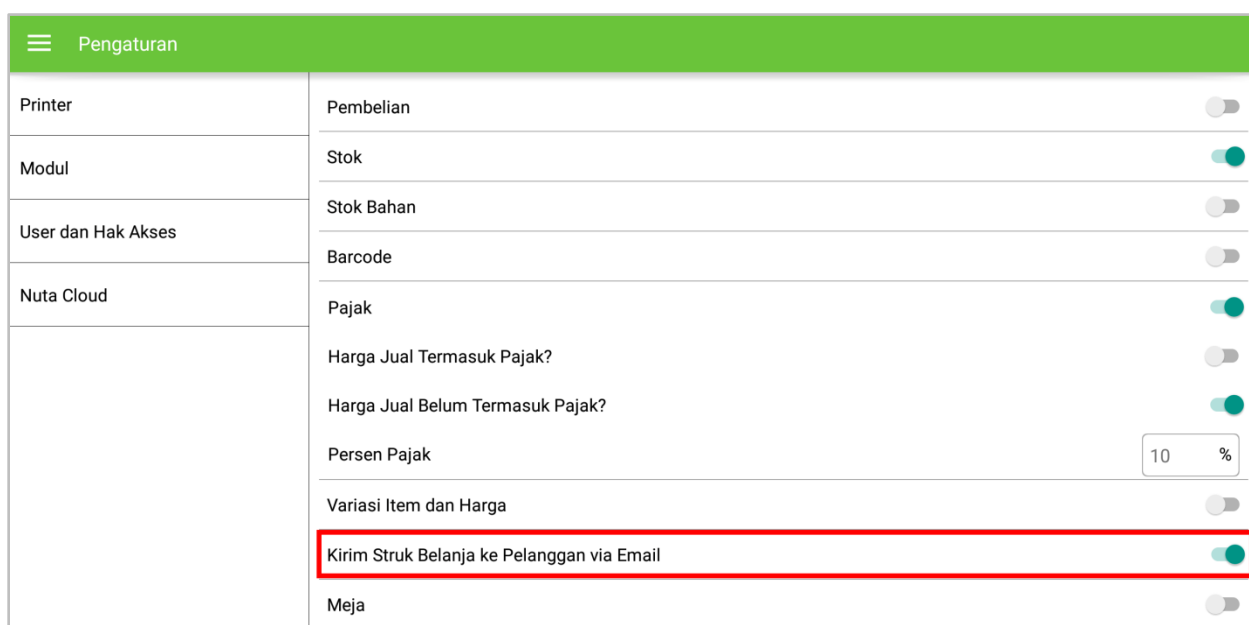 Pengaturan
Printer
Modul
User dan Hak Akses
Nuta Cloud
Pembelian
Stok
Stok Bahan
Barcode
Pajak
Harga Jual Termasuk Pajak?
Harga Jual Belum Termasuk Pajak?
Persen Pajak 10 %
Variasi Item dan Harga
Kirim Struk Belanja ke Pelanggan via Email
Meja